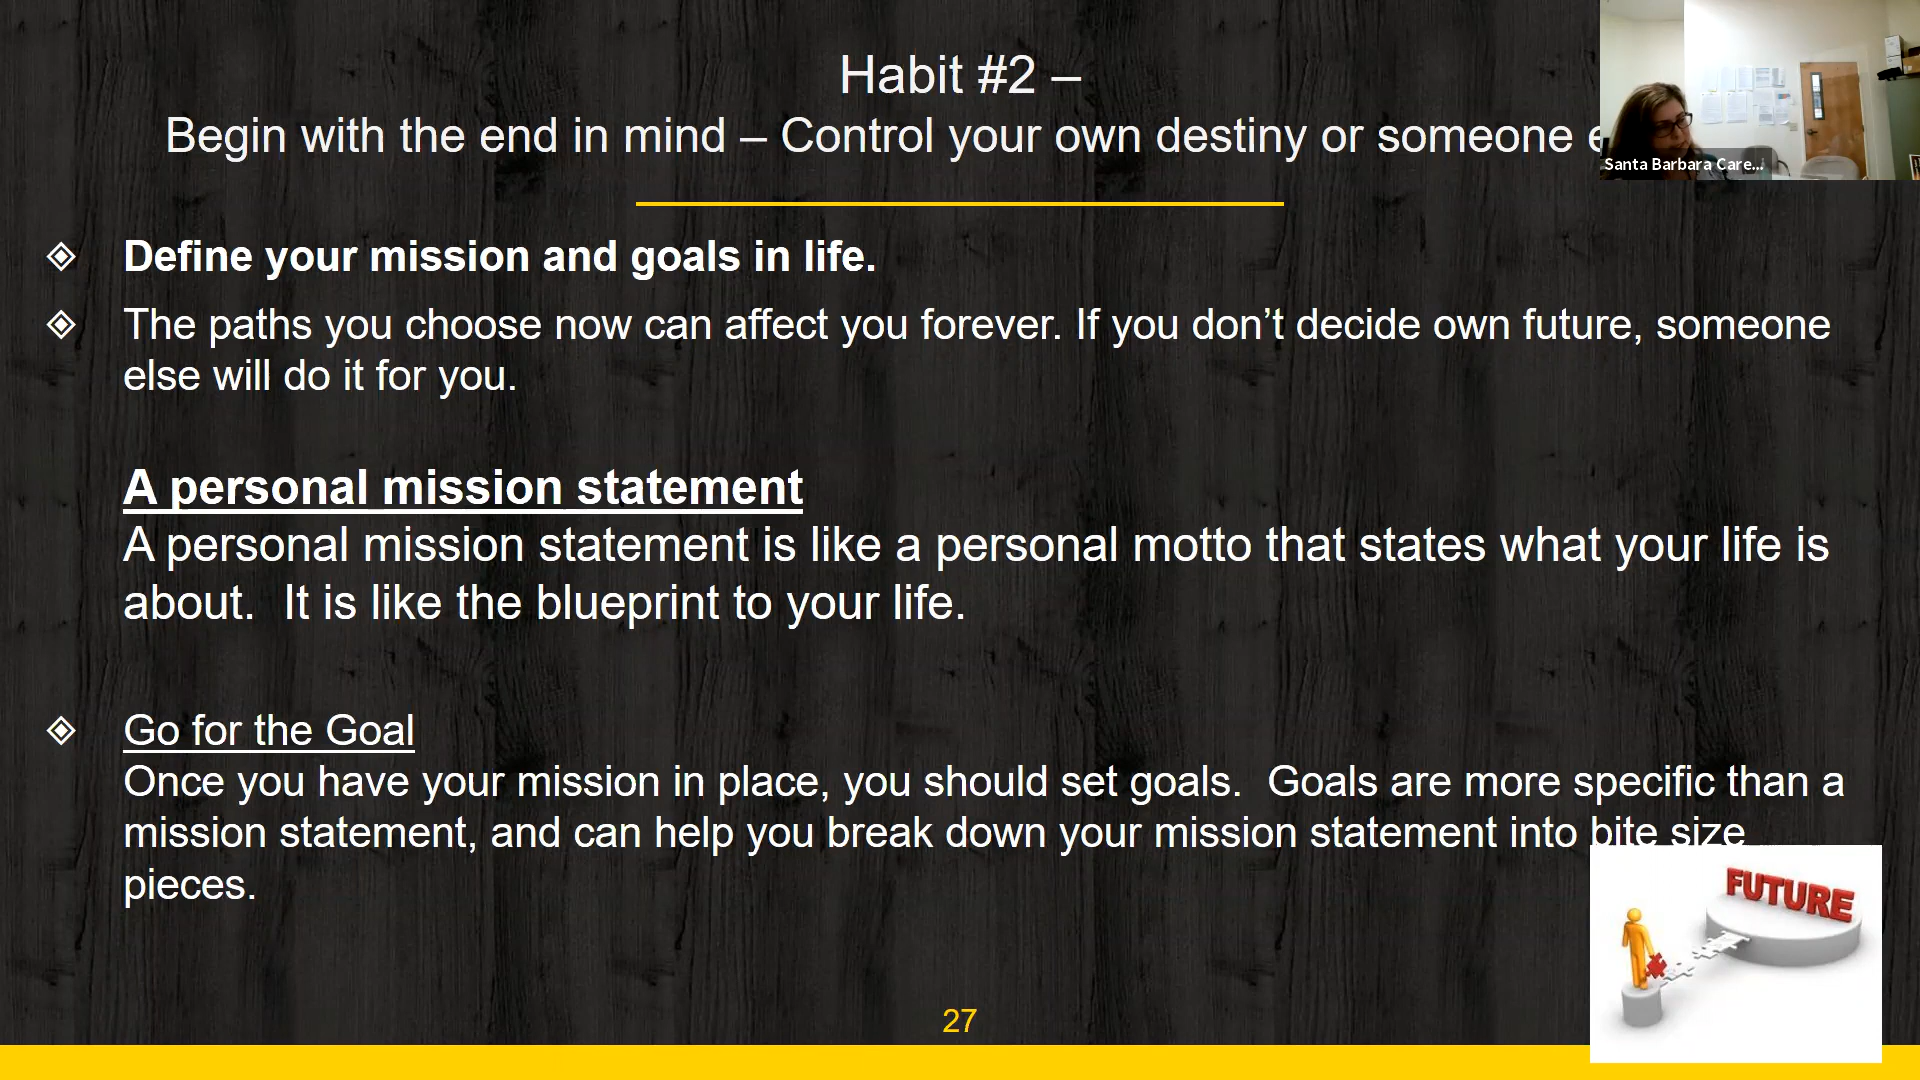 Habit #2 –
Begin with the end in mind – Control your own destiny or someone
Santa Barbara Care...
Define your mission and goals in life.
The paths you choose now can affect you forever. If you don’t decide own future, someone
else will do it for you.
A personal mission statement
A personal mission statement is like a personal motto that states what your life is
about.  It is like the blueprint to your life.
Go for the Goal
Once you have your mission in place, you should set goals.  Goals are more specific than a
mission statement, and can help you break down your mission statement into bite size
pieces.
FUTURE
27